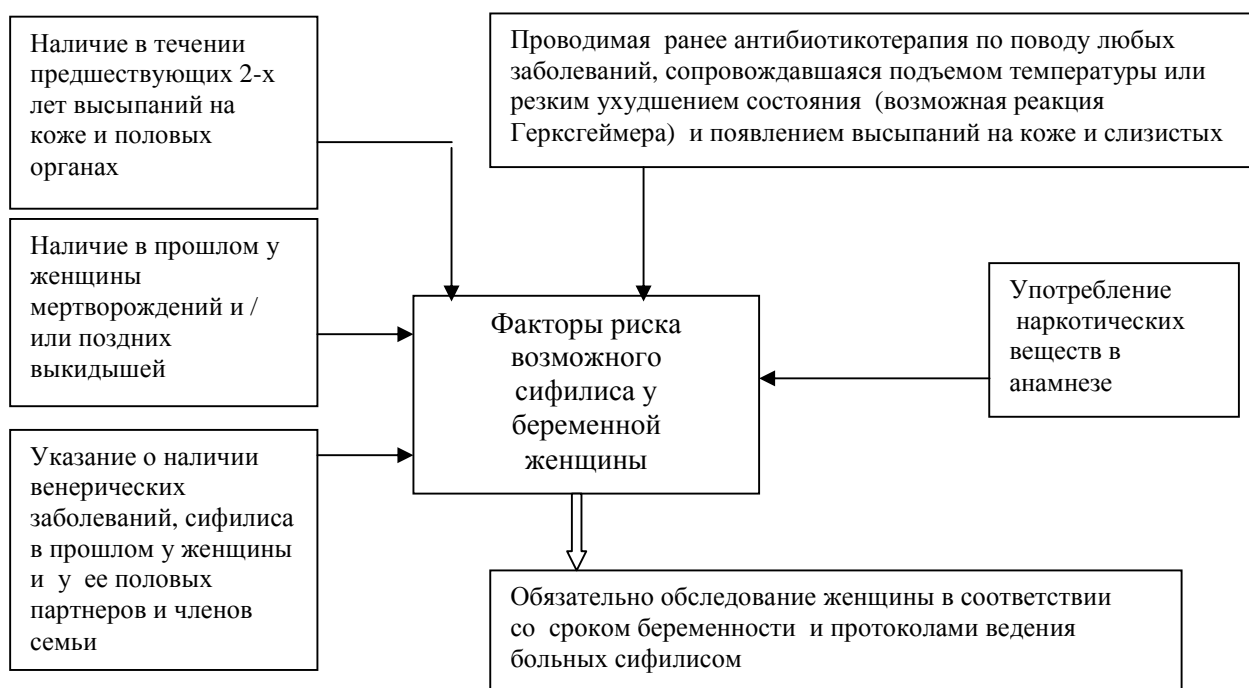 Наличие в течении
предшествующих 2-х
лет высыпаний на
коже и половых
органах
Проводимая ранее антибиотикотерапия по поводу любых
заболеваний, сопровождавшаяся подъемом температуры или
резким ухудшением состояния (возможная реакция
Герксгеймера) и появлением высыпаний на коже и слизистых
Наличие в прошлом у
женщины
мертворождений и /
или поздних
выкидышей
Факторы риска
возможного
сифилиса у
беременной
женщины
Употребление
наркотических
веществ в
анамнезе
Указание о наличии
венерических
заболеваний, сифилиса
в прошлом у женщины
и у ее половых
партнеров и членов
семьи
Обязательно обследование женщины в соответствии
со сроком беременности и протоколами ведения
больных сифилисом